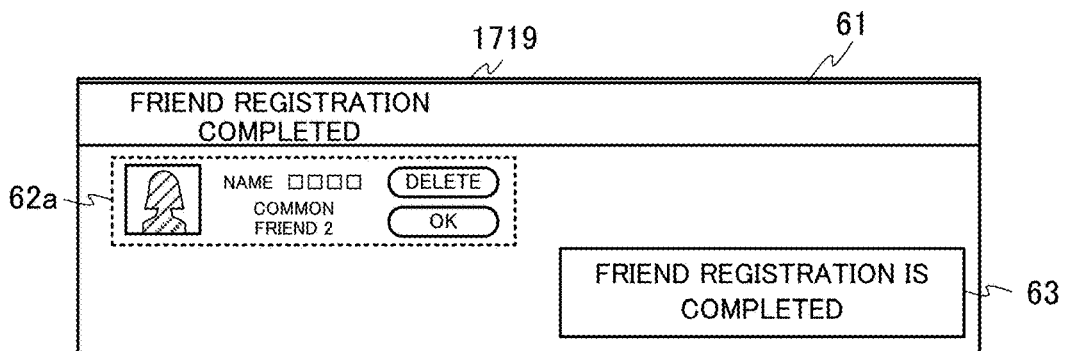 1719
61
FRIEND REGISTRATION
COMPLETED
62a
NAME □□□□
DELETE
COMMON
FRIEND 2
OK
FRIEND REGISTRATION IS
COMPLETED
63